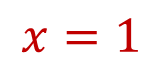 x = 1